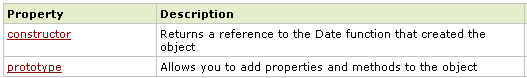 Property Description
constructor Returns a reference to the Date function that created the
object
prototype Allows you to add properties and methods to the object